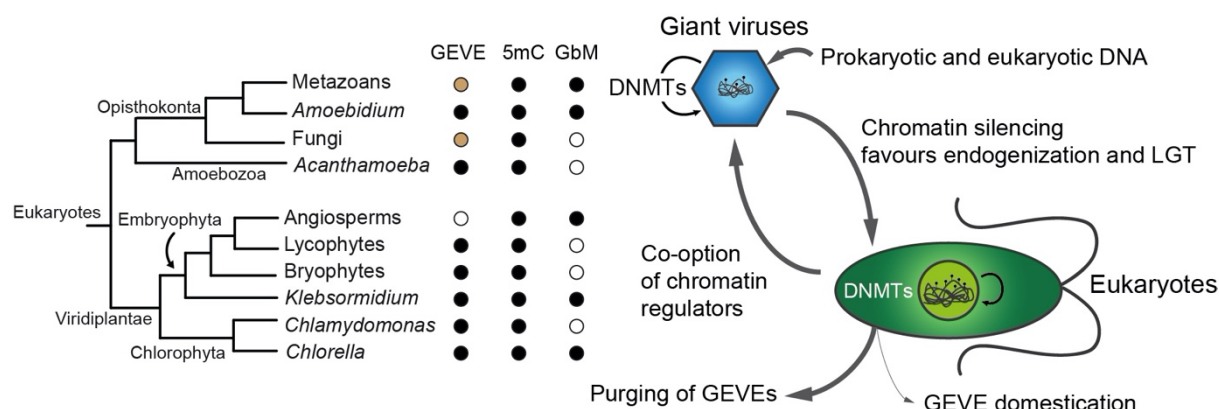 GEVE 5mC GbM
Metazoans
Opisthokonta
Amoebidium
Fungi
Acanthamoeba
Amoebozoa
Eukaryotes
Embryophyta
Angiosperms
Lycophytes
Bryophytes
Klebsormidium
Viridiplantae
Chlamydomonas
Chlorophyta
Chlorella
Giant viruses
Prokaryotic and eukaryotic DNA
DNMTs
Chromatin silencing
favours endogenization and LGT
Co-option
of chromatin
regulators
DNMTs
Eukaryotes
Purging of GEVEs
GEVE domestication